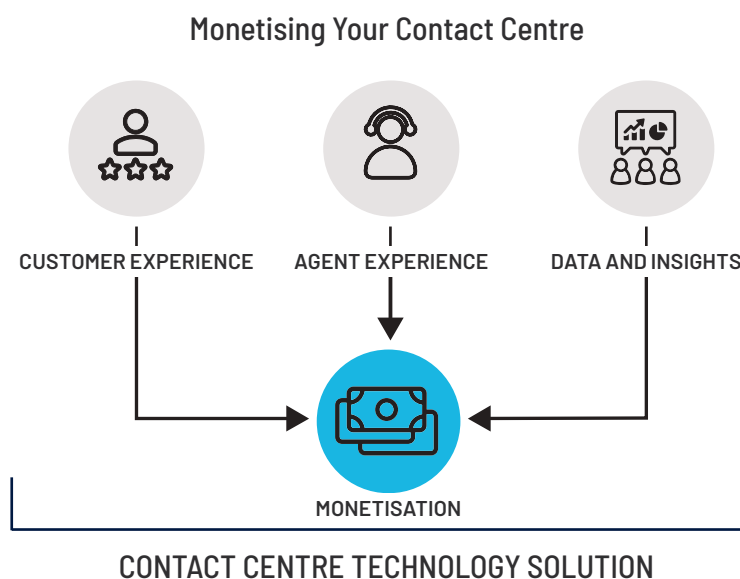 Monetising Your Contact Centre
CUSTOMER EXPERIENCE
AGENT EXPERIENCE
DATA AND INSIGHTS
MONETISATION
CONTACT CENTRE TECHNOLOGY SOLUTION